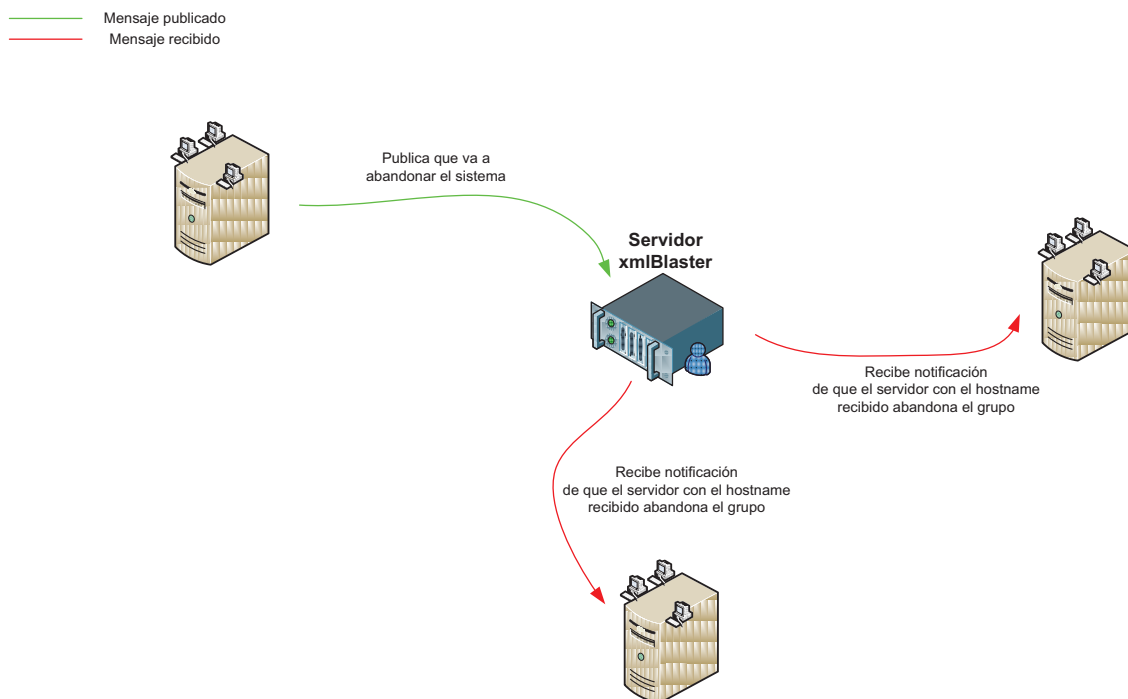 Mensaje publicado
Mensaje recibido
Publica que va a
abandonar el sistema
Servidor
xmlBlaster
Recibe notificación
de que el servidor con el hostname
recibido abandona el grupo
Recibe notificación
de que el servidor con el hostname
recibido abandona el grupo